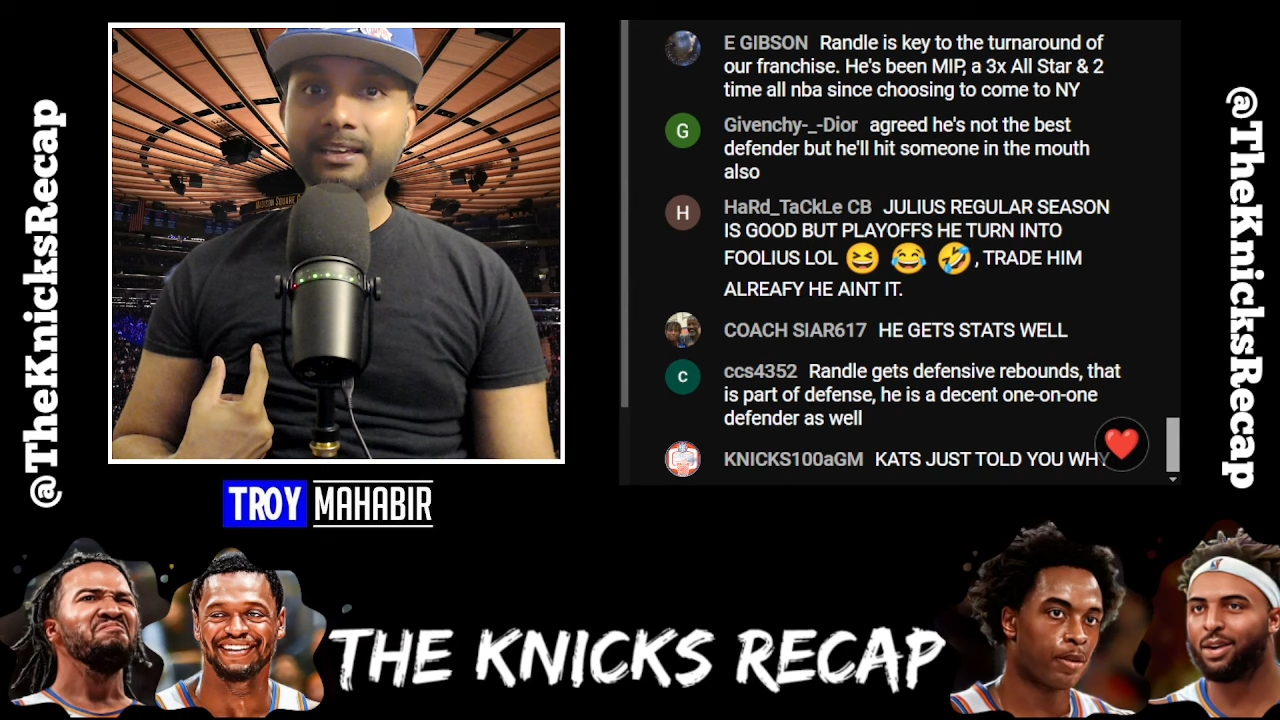 @TheKnicksRecap
MADISON SQUARE
E GIBSON Randle is key to the turnaround of
our franchise. He's been MIP, a 3x All Star & 2
time all nba since choosing to come to NY
G
Givenchy-_-Dior agreed he's not the best
defender but he'll hit someone in the mouth
also
H
HaRd_TaCkLe CB JULIUS REGULAR SEASON
IS GOOD BUT PLAYOFFS HE TURN INTO
FOOLIUS LOL 😆 😂 🤣, TRADE HIM
ALREAFY HE AINT IT.
COACH SIAR617 HE GETS STATS WELL
C
ccs4352 Randle gets defensive rebounds, that
is part of defense, he is a decent one-on-one
defender as well
KNICKS100aGM KATS JUST TOLD YOU WHY
@TheKnicksRecap
TROY MAHABIR
THE KNICKS RECAP